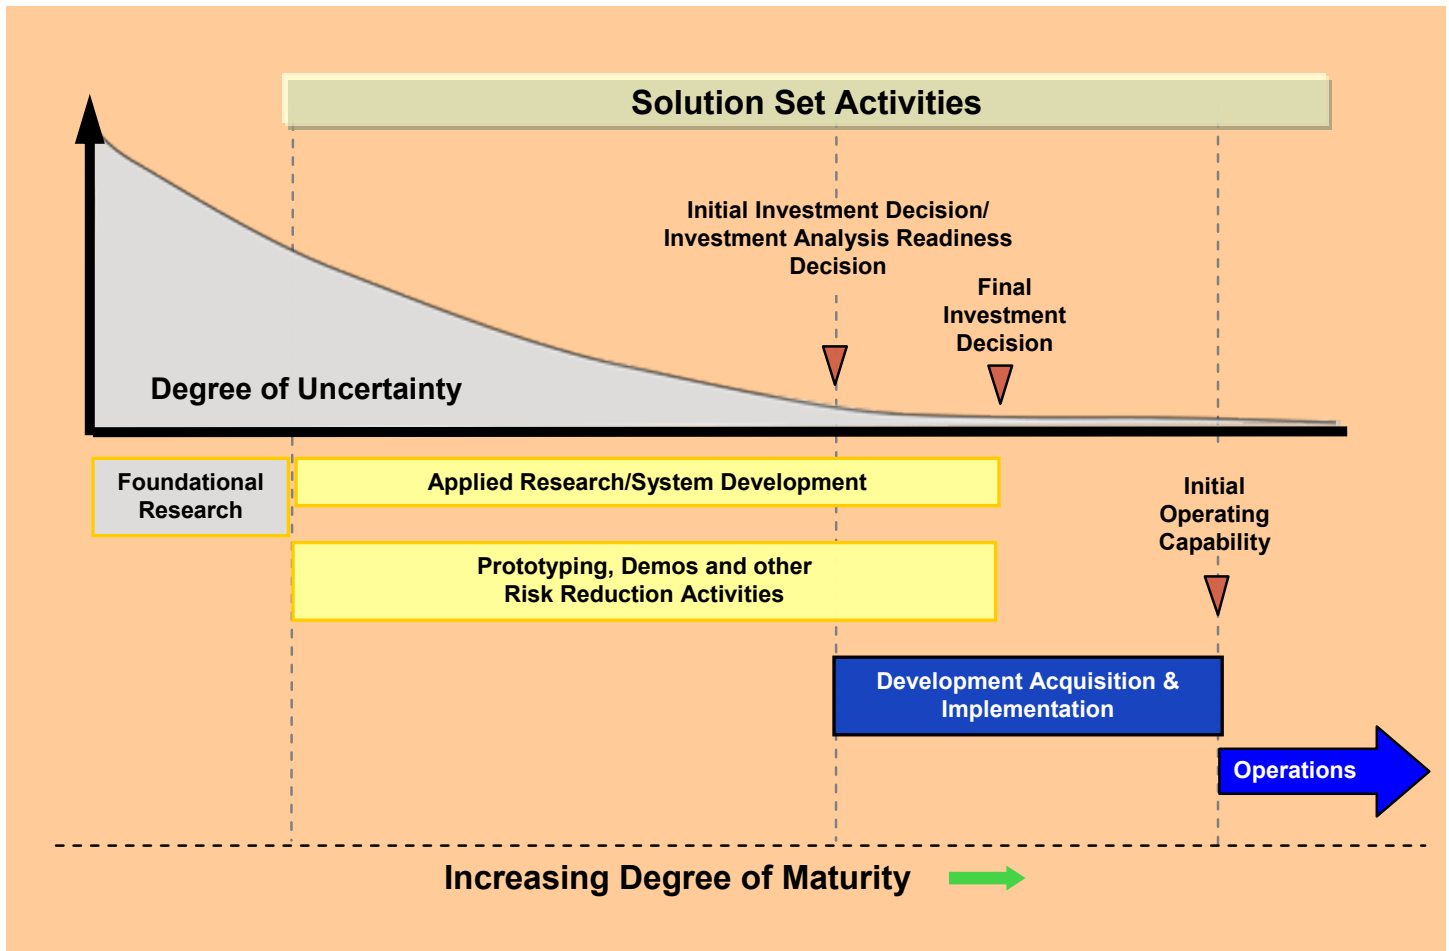 Solution Set Activities
Initial Investment Decision/
Investment Analysis Readiness
Decision
Final
Investment
Decision
Degree of Uncertainty
Foundational
Research
Applied Research/System Development
Initial
Operating
Capability
Prototyping, Demos and other
Risk Reduction Activities
Development Acquisition &
Implementation
Operations
Increasing Degree of Maturity